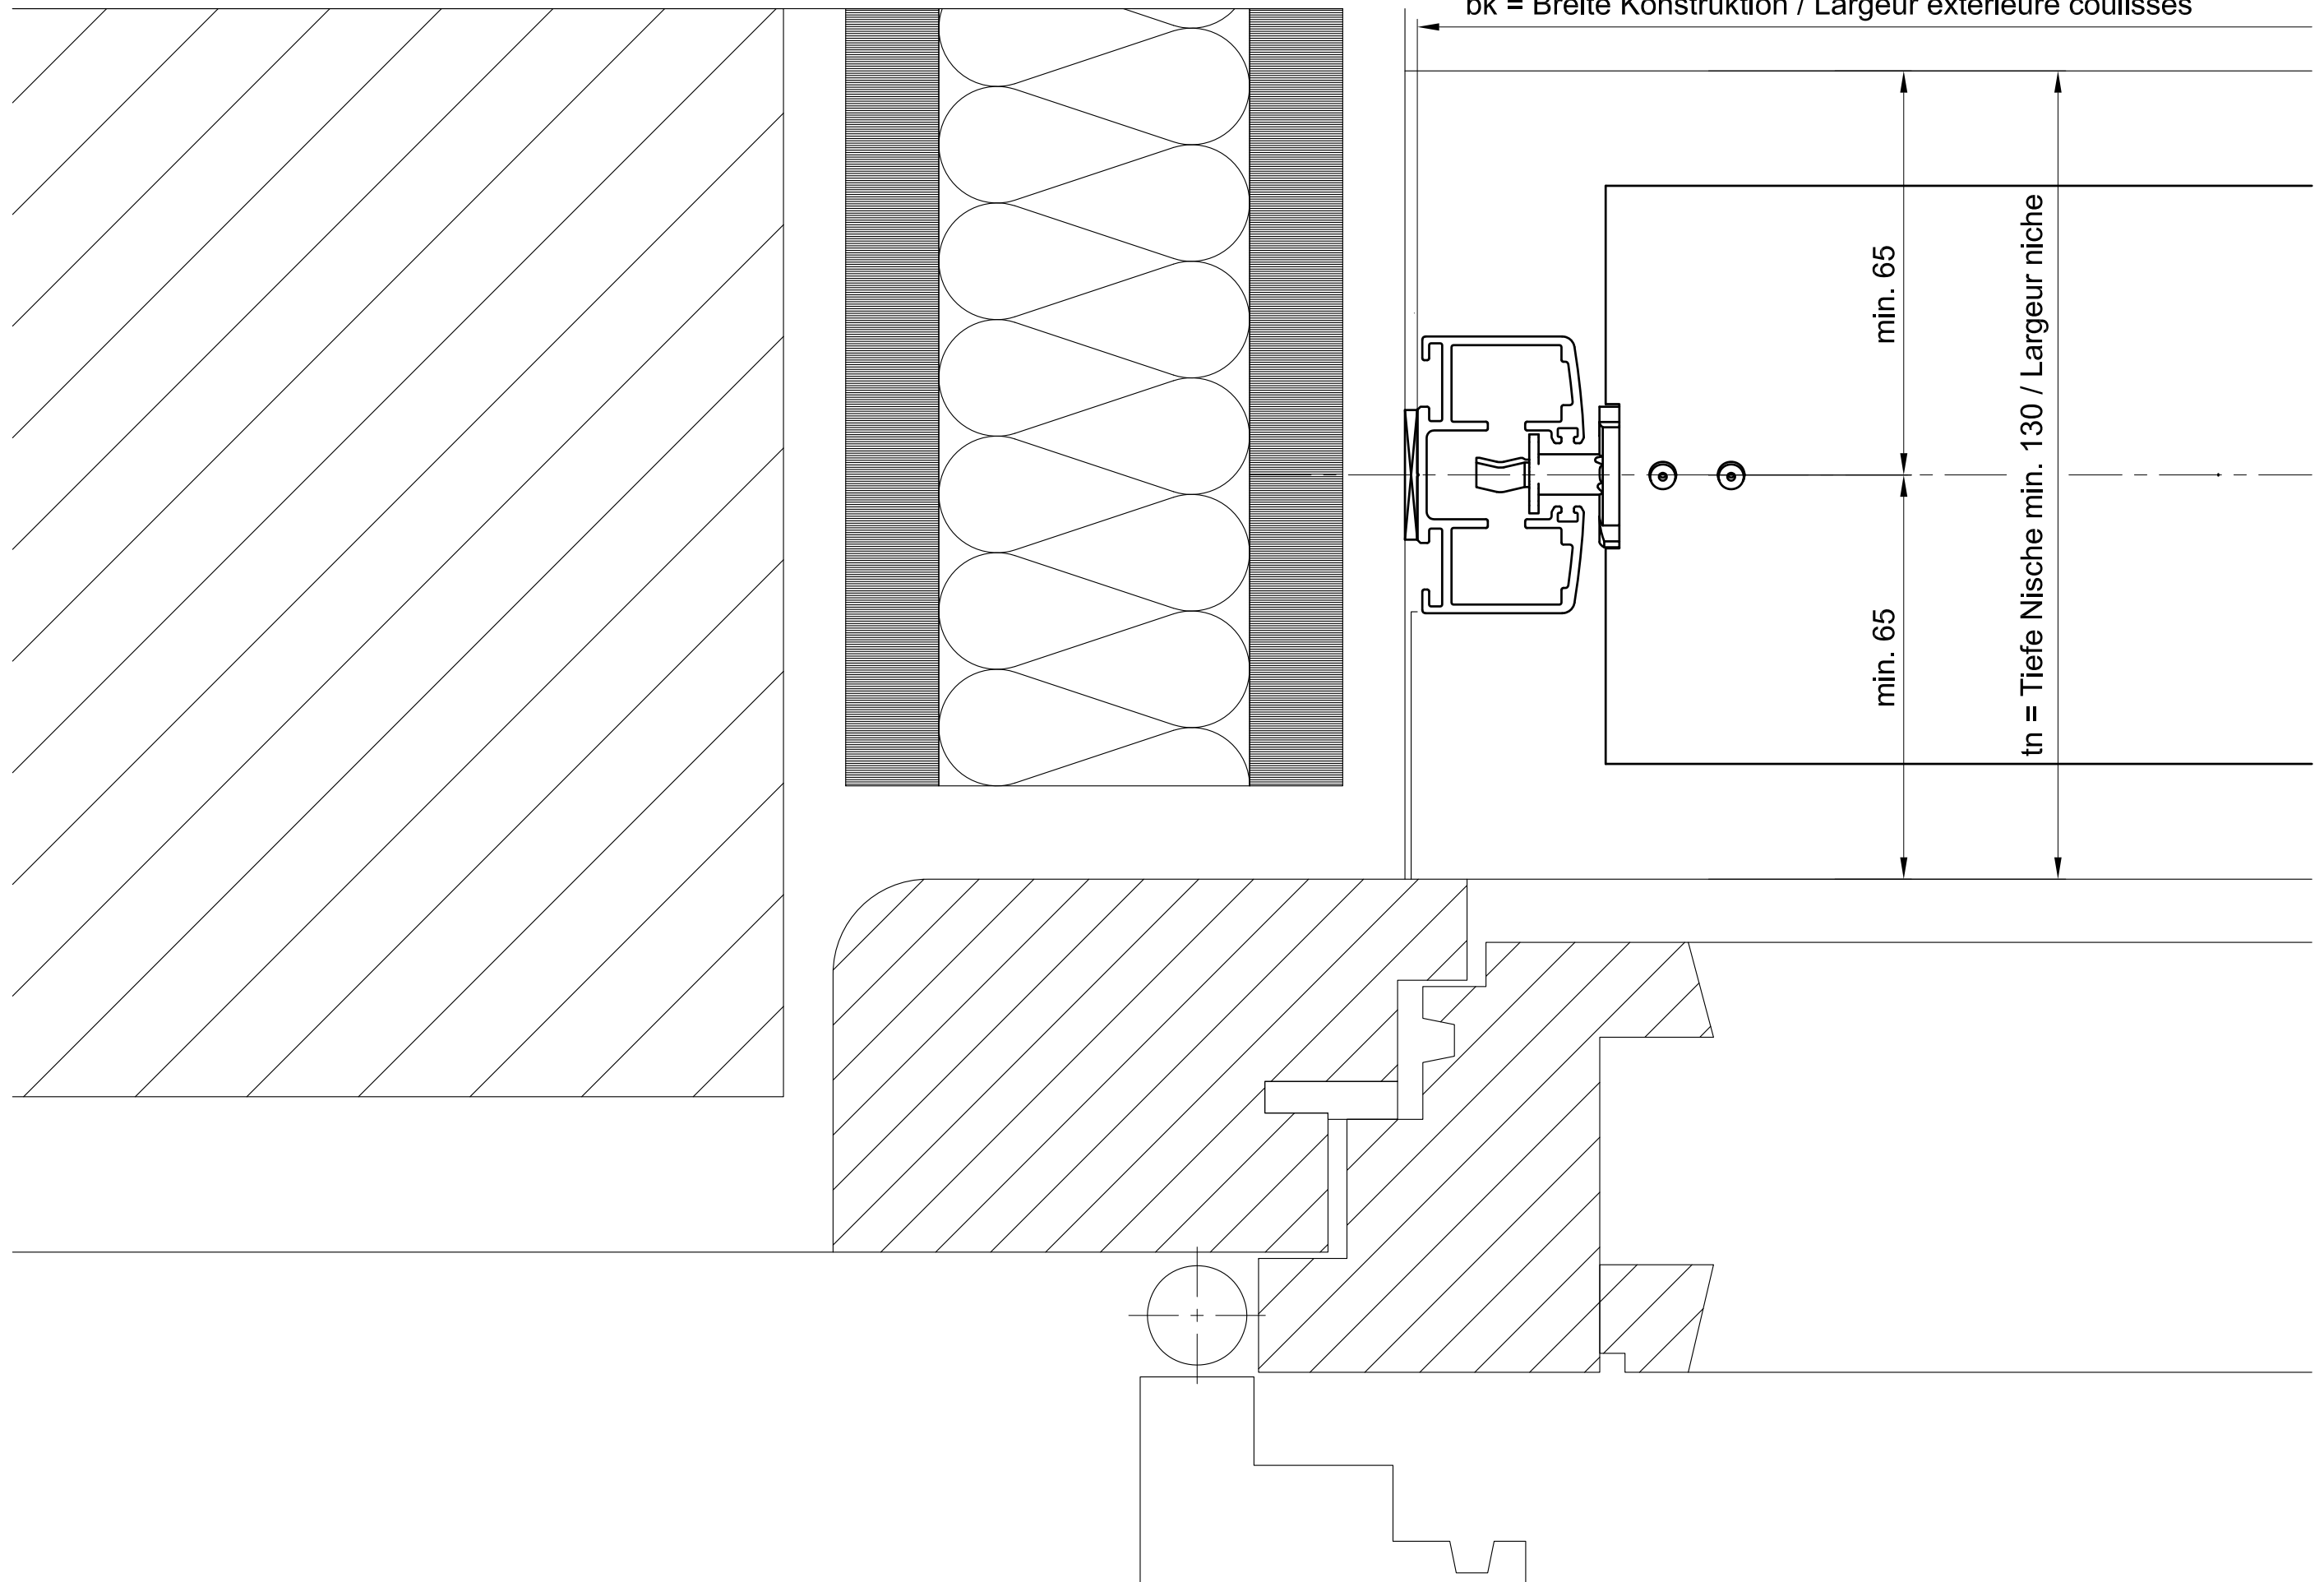 bk = Breite Konstruktion / Largeur extérieure coulisses
min. 65
tn = Tiefe Nische min. 130 / Largeur niche
min. 65